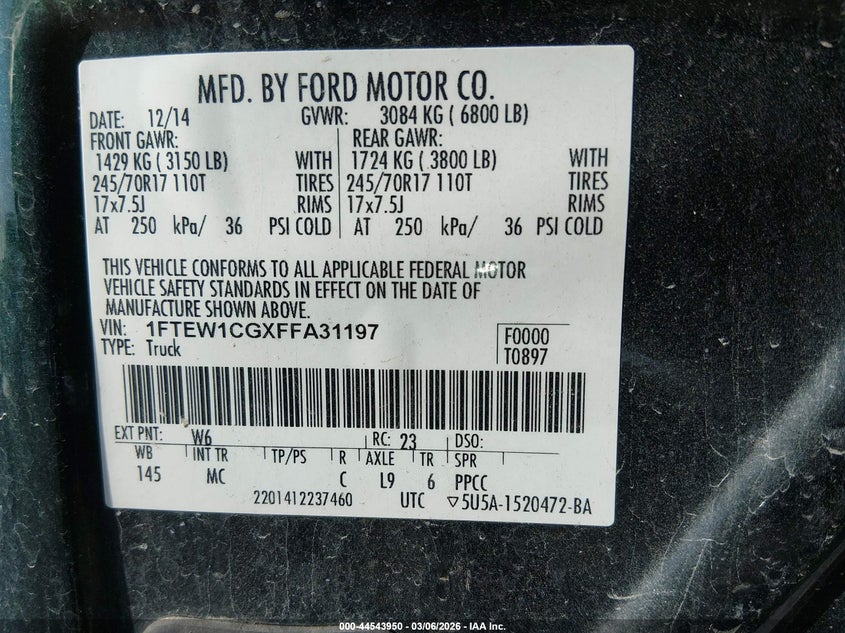 MFD. BY FORD MOTOR CO.
DATE: 12/14 GVWR: 3084 KG ( 6800 LB)
FRONT GAWR: REAR GAWR:
1429 KG ( 3150 LB) WITH 1724 KG ( 3800 LB) WITH
245/70R17 110T TIRES 245/70R17 110T TIRES
17x7.5J RIMS 17x7.5J RIMS
AT 250 kPa/ 36 PSI COLD AT 250 kPa/ 36 PSI COLD
THIS VEHICLE CONFORMS TO ALL APPLICABLE FEDERAL MOTOR
VEHICLE SAFETY STANDARDS IN EFFECT ON THE DATE OF
MANUFACTURE SHOWN ABOVE.
VIN: 1FTEW1CGXFFA31197 F0000
TYPE: Truck T0897
EXT PNT: W6 RC: 23 DSO:
WB INT TR TP/PS R AXLE TR SPR
145 MC C L9 6 PPCC
2201412237460 UTC ▽5U5A-1520472-BA
000-44543950 — 03/06/2026 — IAA Inc.